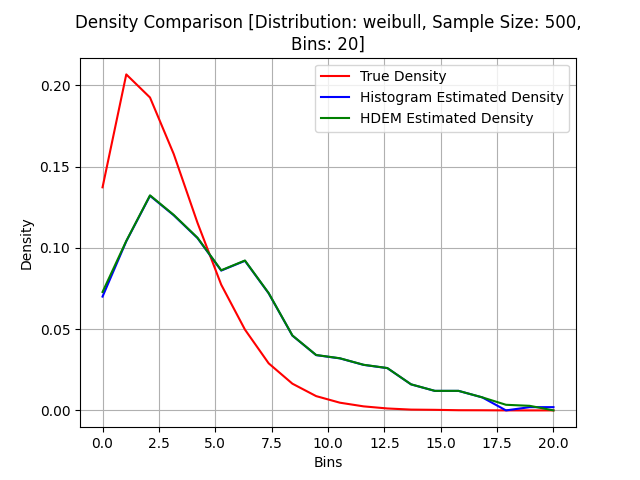 Density Comparison [Distribution: weibull, Sample Size: 500,
Bins: 20]
True Density
Histogram Estimated Density
HDEM Estimated Density
Density
0.20
0.15
0.10
0.05
0.00
0.0 2.5 5.0 7.5 10.0 12.5 15.0 17.5 20.0
Bins